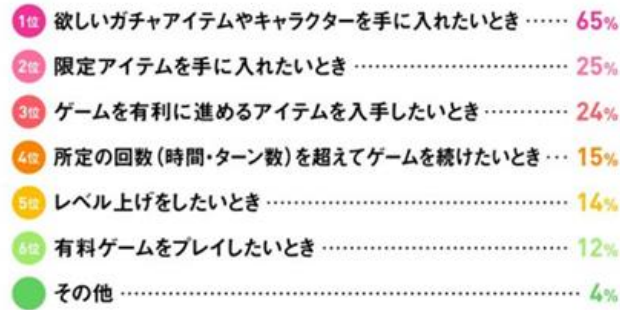 1位 欲しいガチャアイテムやキャラクターを手に入れたいとき …… 65%
2位 限定アイテムを手に入れたいとき …………………………… 25%
3位 ゲームを有利に進めるアイテムを入手したいとき ………… 24%
4位 所定の回数(時間・ターン数)を超えてゲームを続けたいとき … 15%
5位 レベル上げをしたいとき ……………………………………… 14%
6位 有料ゲームをプレイしたいとき ……………………………… 12%
その他 ……………………………………………………………… 4%